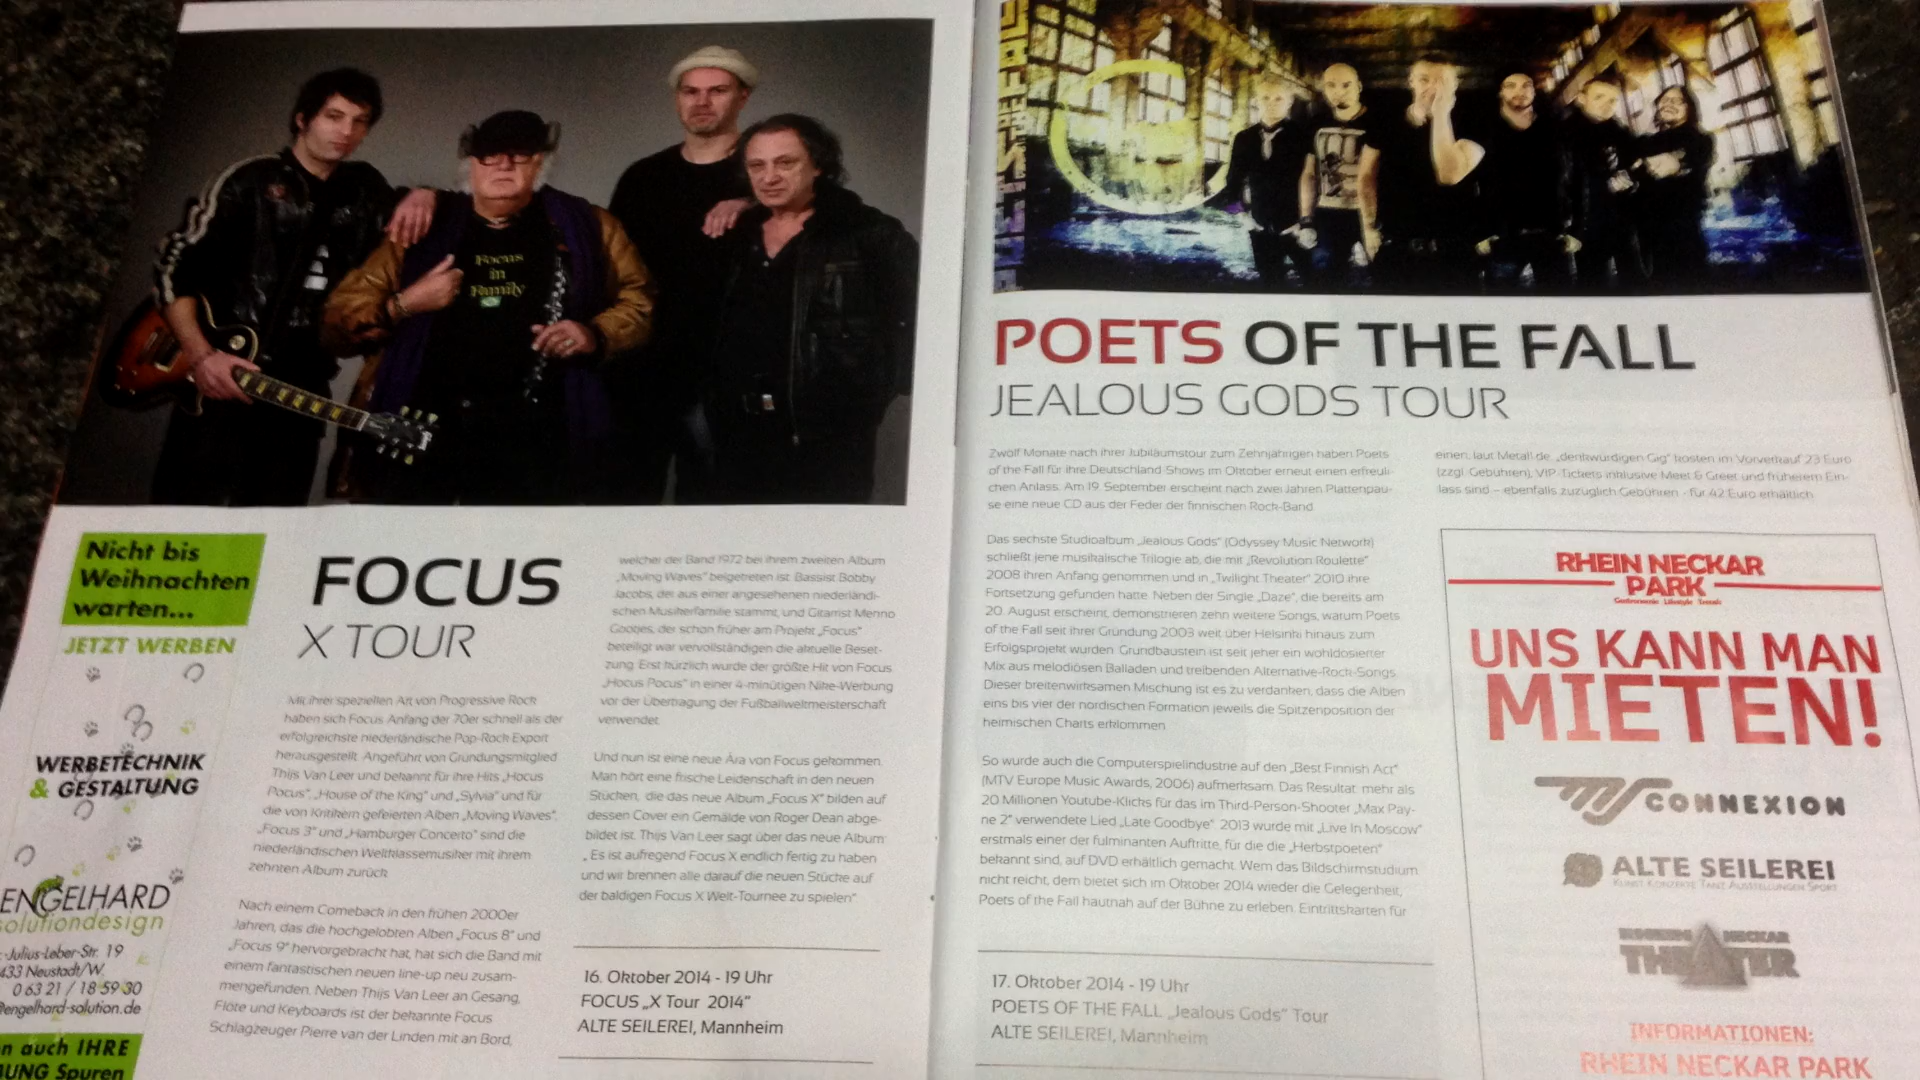 Focus
in
Family
Nicht bis
Weihnachten
warten...
JETZT WERBEN
WERBETECHNIK
& GESTALTUNG
ENGELHARD
solutiondesign
-Julius-Leber-Str. 19
433 Neustadt/W.
0 63 21 / 18 59 30
engelhard-solution.de
n auch IHRE
UNG Spuren
FOCUS
X TOUR
Mit ihrer speziellen Art von Progressive Rock
haben sich Focus Anfang der 70er schnell als der
erfolgreichste niederländische Pop-Rock-Export
herausgestellt. Angeführt von Gründungsmitglied
Thijs Van Leer und bekannt für ihre Hits „Hocus
Pocus“, „House of the King“ und „Sylvia“ und für
die von Kritikern gefeierten Alben „Moving Waves“,
„Focus 3“ und „Hamburger Concerto“ sind die
niederländischen Weltklassemusiker mit ihrem
zehnten Album zurück.
Nach einem Comeback in den frühen 2000er
Jahren, das die hochgelobten Alben „Focus 8“ und
„Focus 9“ hervorgebracht hat, hat sich die Band mit
einem fantastischen neuen line-up neu zusam-
mengefunden. Neben Thijs Van Leer an Gesang,
Flöte und Keyboards ist der bekannte Focus
Schlagzeuger Pierre van der Linden mit an Bord,
welcher der Band 1972 bei ihrem zweiten Album
„Moving Waves“ beigetreten ist. Bassist Bobby
Jacobs, der aus einer angesehenen niederländi-
schen Musikerfamilie stammt, und Gitarrist Menno
Gootjes, der schon früher am Projekt „Focus“
beteiligt war vervollständigen die aktuelle Beset-
zung. Erst kürzlich wurde der größte Hit von Focus
„Hocus Pocus“ in einer 4-minütigen Nike-Werbung
vor der Übertragung der Fußballweltmeisterschaft
verwendet.
Und nun ist eine neue Ära von Focus gekommen.
Man hört eine frische Leidenschaft in den neuen
Stücken, die das neue Album „Focus X“ bilden auf
dessen Cover ein Gemälde von Roger Dean abge-
bildet ist. Thijs Van Leer sagt über das neue Album:
„Es ist aufregend Focus X endlich fertig zu haben
und wir brennen alle darauf die neuen Stücke auf
der baldigen Focus X Welt-Tournee zu spielen“
16. Oktober 2014 - 19 Uhr
FOCUS „X Tour 2014“
ALTE SEILEREI, Mannheim
POETS OF THE FALL
JEALOUS GODS TOUR
Zwölf Monate nach ihrer Jubiläumstour zum Zehnjährigen haben Poets
of the Fall für ihre Deutschland-Shows im Oktober erneut einen erfreuli-
chen Anlass. Am 19. September erscheint nach zwei Jahren Plattenpau-
se eine neue CD aus der Feder der finnischen Rock-Band.
Das sechste Studioalbum „Jealous Gods“ (Odyssey Music Network)
schließt jene musikalische Trilogie ab, die mit „Revolution Roulette“
2008 ihren Anfang genommen und in „Twilight Theater“ 2010 ihre
Fortsetzung gefunden hatte. Neben der Single „Daze“, die bereits am
20. August erscheint, demonstrieren zehn weitere Songs, warum Poets
of the Fall seit ihrer Gründung 2003 weit über Helsinki hinaus zum
Erfolgsprojekt wurden. Grundbaustein ist seit jeher ein wohldosierter
Mix aus melodiösen Balladen und treibenden Alternative-Rock-Songs.
Dieser breitenwirksamen Mischung ist es zu verdanken, dass die Alben
eins bis vier der nordischen Formation jeweils die Spitzenposition der
heimischen Charts erklommen.
So wurde auch die Computerspielindustrie auf den „Best Finnish Act“
(MTV Europe Music Awards, 2006) aufmerksam. Das Resultat: mehr als
20 Millionen Youtube-Klicks für das im Third-Person-Shooter „Max Pay-
ne 2“ verwendete Lied „Late Goodbye“. 2013 wurde mit „Live In Moscow“
erstmals einer der fulminanten Auftritte, für die die „Herbstpoeten“
bekannt sind, auf DVD erhältlich gemacht. Wem das Bildschirmstudium
nicht reicht, dem bietet sich im Oktober 2014 wieder die Gelegenheit,
Poets of the Fall hautnah auf der Bühne zu erleben. Eintrittskarten für
einen, laut Metal1.de, „denkwürdigen Gig“ kosten im Vorverkauf 23 Euro
(zzgl. Gebühren), VIP-Tickets inklusive Meet & Greet und früherem Ein-
lass sind – ebenfalls zuzüglich Gebühren - für 42 Euro erhältlich.
17. Oktober 2014 - 19 Uhr
POETS OF THE FALL „Jealous Gods“ Tour
ALTE SEILEREI, Mannheim
RHEIN NECKAR
PARK
Gastronomie Lifestyle Trends
UNS KANN MAN
MIETEN!
CONNEXION
ALTE SEILEREI
KUNST KONZERTE TANZ AUSSTELLUNGEN SPORT
NECKAR
THEATER
INFORMATIONEN:
RHEIN NECKAR PARK